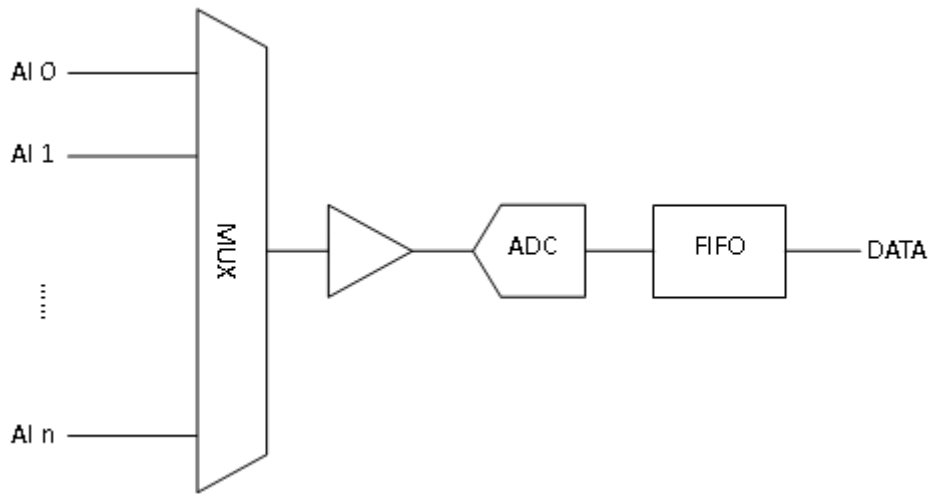 AI 0
AI 1
......
AI n
MUX
ADC
FIFO
DATA